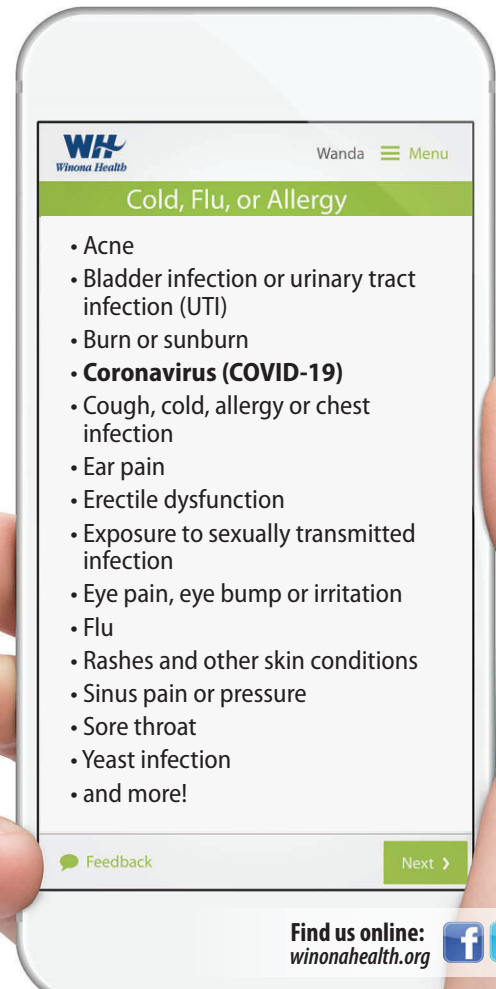 WH
Winona Health
Wanda Menu
Cold, Flu, or Allergy
• Acne
• Bladder infection or urinary tract
infection (UTI)
• Burn or sunburn
• Coronavirus (COVID-19)
• Cough, cold, allergy or chest
infection
• Ear pain
• Erectile dysfunction
• Exposure to sexually transmitted
infection
• Eye pain, eye bump or irritation
• Flu
• Rashes and other skin conditions
• Sinus pain or pressure
• Sore throat
• Yeast infection
• and more!
Feedback
Next ›
Find us online:
winonahealth.org
f